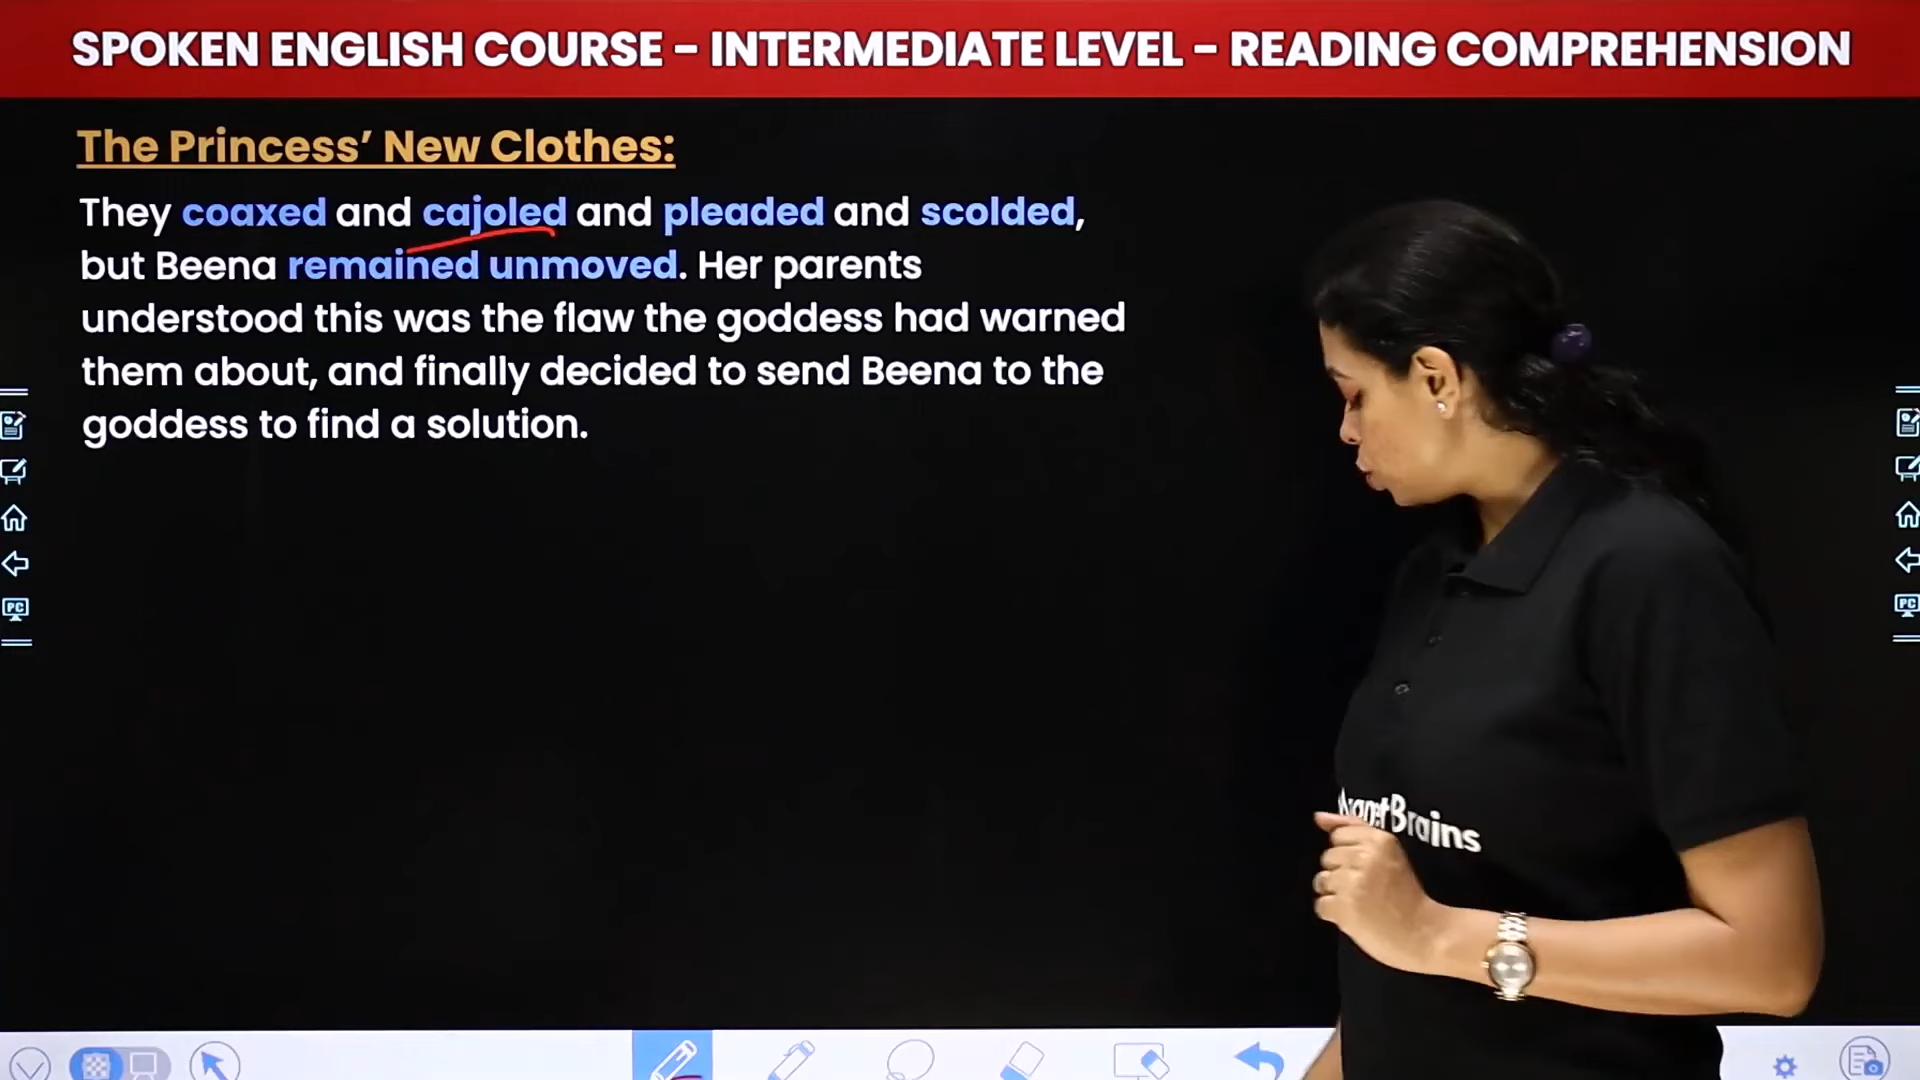 SPOKEN ENGLISH COURSE – INTERMEDIATE LEVEL – READING COMPREHENSION
The Princess’ New Clothes:
They coaxed and cajoled and pleaded and scolded,
but Beena remained unmoved. Her parents
understood this was the flaw the goddess had warned
them about, and finally decided to send Beena to the
goddess to find a solution.
PC
PC
Brains